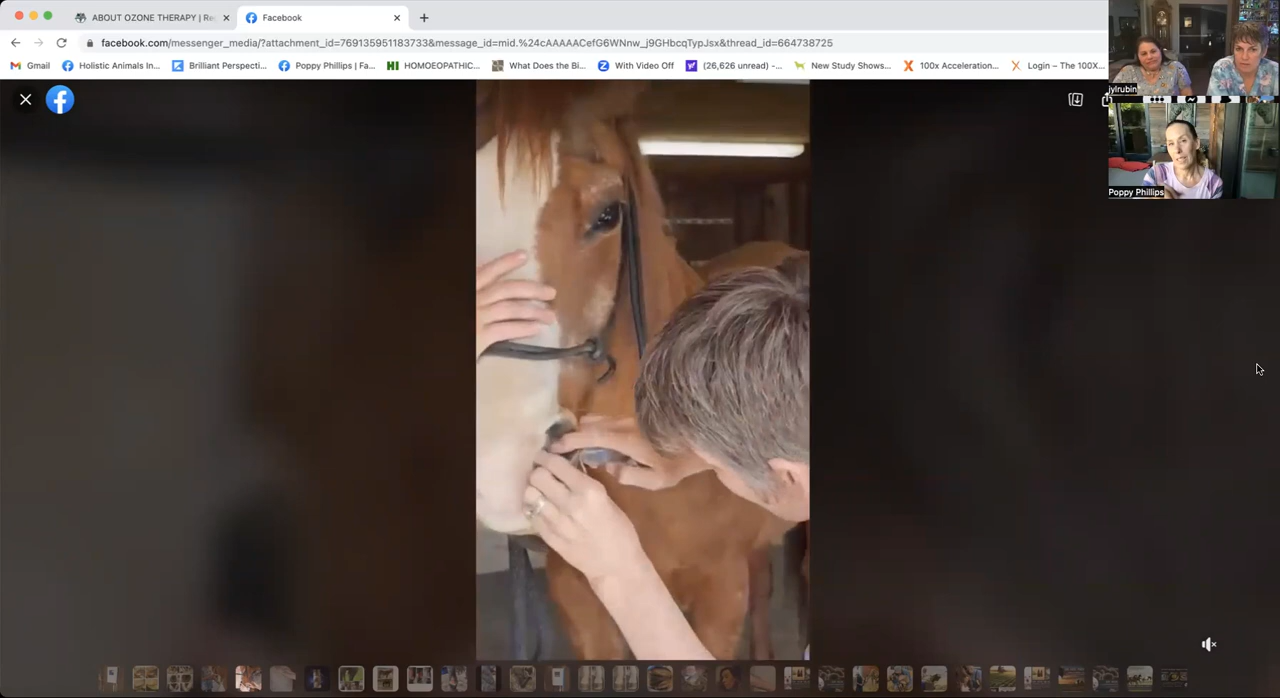 ABOUT OZONE THERAPY | Re
Facebook
facebook.com/messenger_media/?attachment_id=769135951183733&message_id=mid.%24cAAAAACefG6WNnw_j9GHbcqTypJsx&thread_id=664738725
Gmail
Holistic Animals In...
Brilliant Perspecti...
Poppy Phillips | Fa...
HOMOEOPATHIC...
What Does the Bi...
With Video Off
(26,626 unread) -...
New Study Shows...
100x Acceleration...
Login – The 100X...
jylrubin
Poppy Phillips